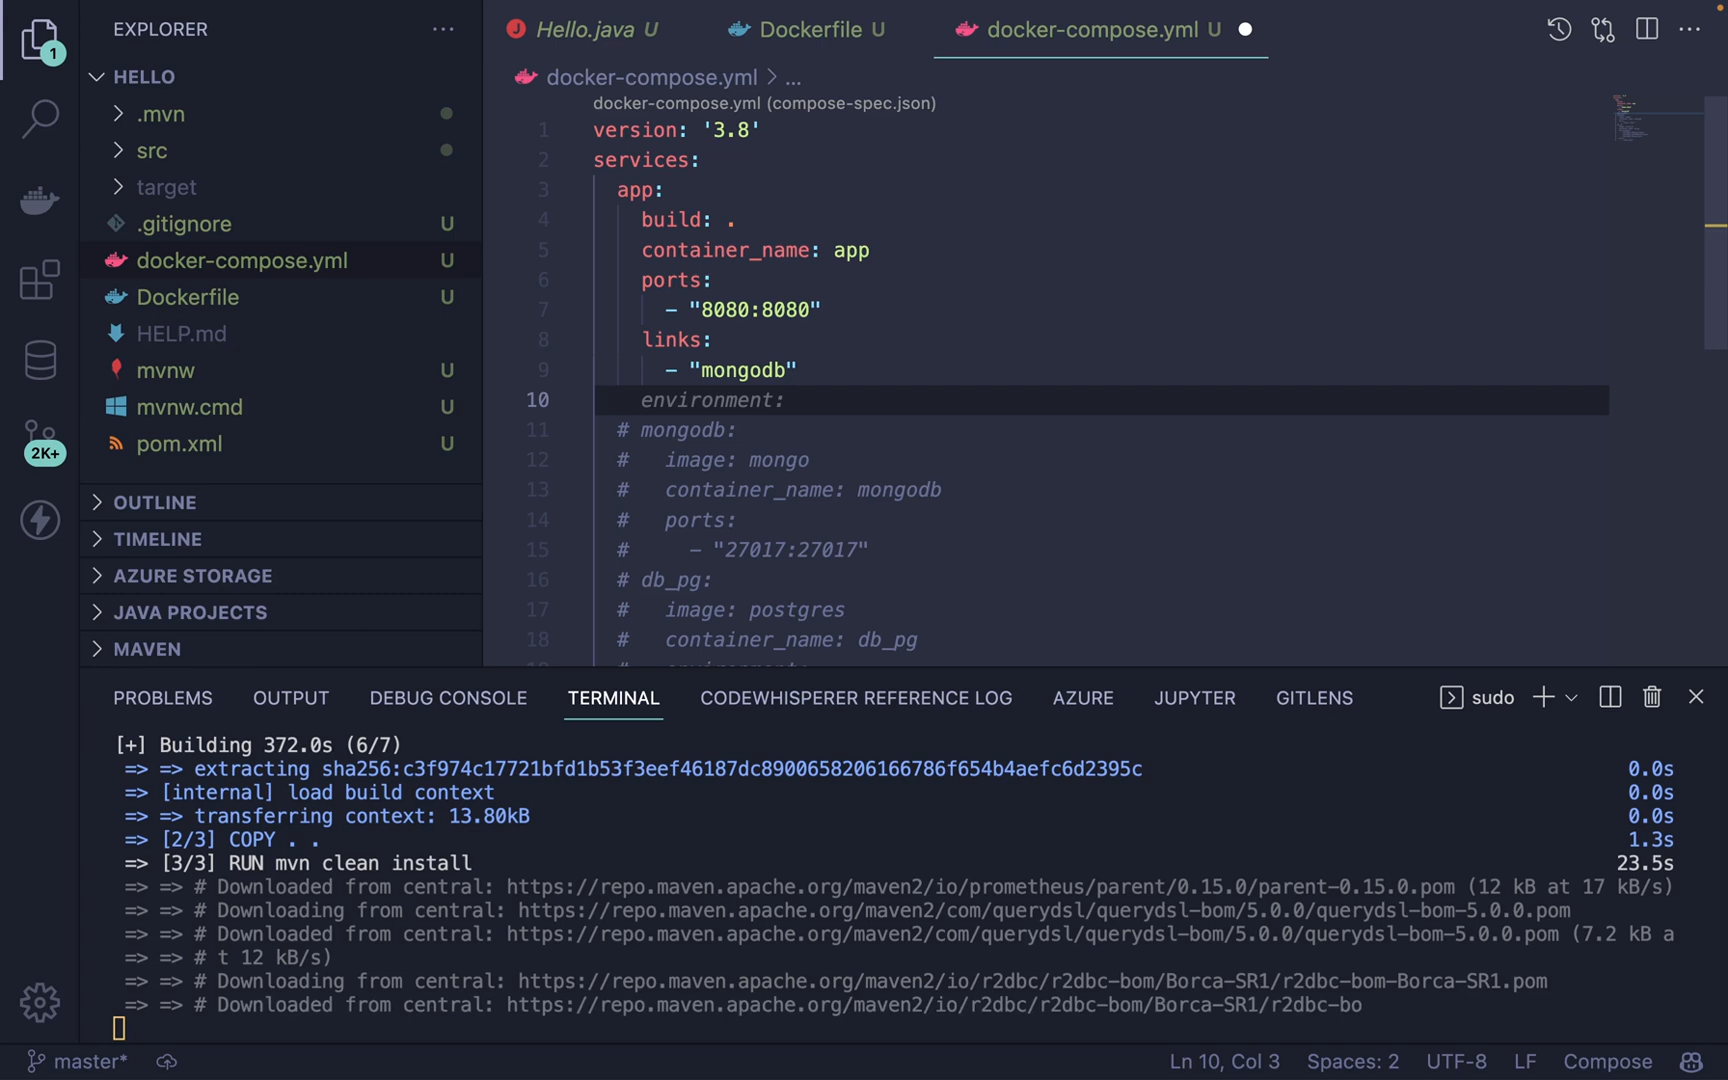 EXPLORER
HELLO
.mvn
src
target
.gitignore U
docker-compose.yml U
Dockerfile U
HELP.md
mvnw U
mvnw.cmd U
pom.xml U
OUTLINE
TIMELINE
AZURE STORAGE
JAVA PROJECTS
MAVEN
1
2K+
Hello.java U
Dockerfile U
docker-compose.yml U
docker-compose.yml > ...
docker-compose.yml (compose-spec.json)
1 version: '3.8'
2 services:
3 app:
4 build: .
5 container_name: app
6 ports:
7 - "8080:8080"
8 links:
9 - "mongodb"
10 environment:
11 # mongodb:
12 # image: mongo
13 # container_name: mongodb
14 # ports:
15 # - "27017:27017"
16 # db_pg:
17 # image: postgres
18 # container_name: db_pg
PROBLEMS OUTPUT DEBUG CONSOLE TERMINAL CODEWHISPERER REFERENCE LOG AZURE JUPYTER GITLENS sudo
[+] Building 372.0s (6/7)
=> => extracting sha256:c3f974c17721bfd1b53f3eef46187dc8900658206166786f654b4aefc6d2395c 0.0s
=> [internal] load build context 0.0s
=> => transferring context: 13.80kB 0.0s
=> [2/3] COPY . . 1.3s
=> [3/3] RUN mvn clean install 23.5s
=> => # Downloaded from central: https://repo.maven.apache.org/maven2/io/prometheus/parent/0.15.0/parent-0.15.0.pom (12 kB at 17 kB/s)
=> => # Downloading from central: https://repo.maven.apache.org/maven2/com/querydsl/querydsl-bom/5.0.0/querydsl-bom-5.0.0.pom
=> => # Downloaded from central: https://repo.maven.apache.org/maven2/com/querydsl/querydsl-bom/5.0.0/querydsl-bom-5.0.0.pom (7.2 kB a
=> => # t 12 kB/s)
=> => # Downloading from central: https://repo.maven.apache.org/maven2/io/r2dbc/r2dbc-bom/Borca-SR1/r2dbc-bom-Borca-SR1.pom
=> => # Downloaded from central: https://repo.maven.apache.org/maven2/io/r2dbc/r2dbc-bom/Borca-SR1/r2dbc-bo
master* Ln 10, Col 3 Spaces: 2 UTF-8 LF Compose